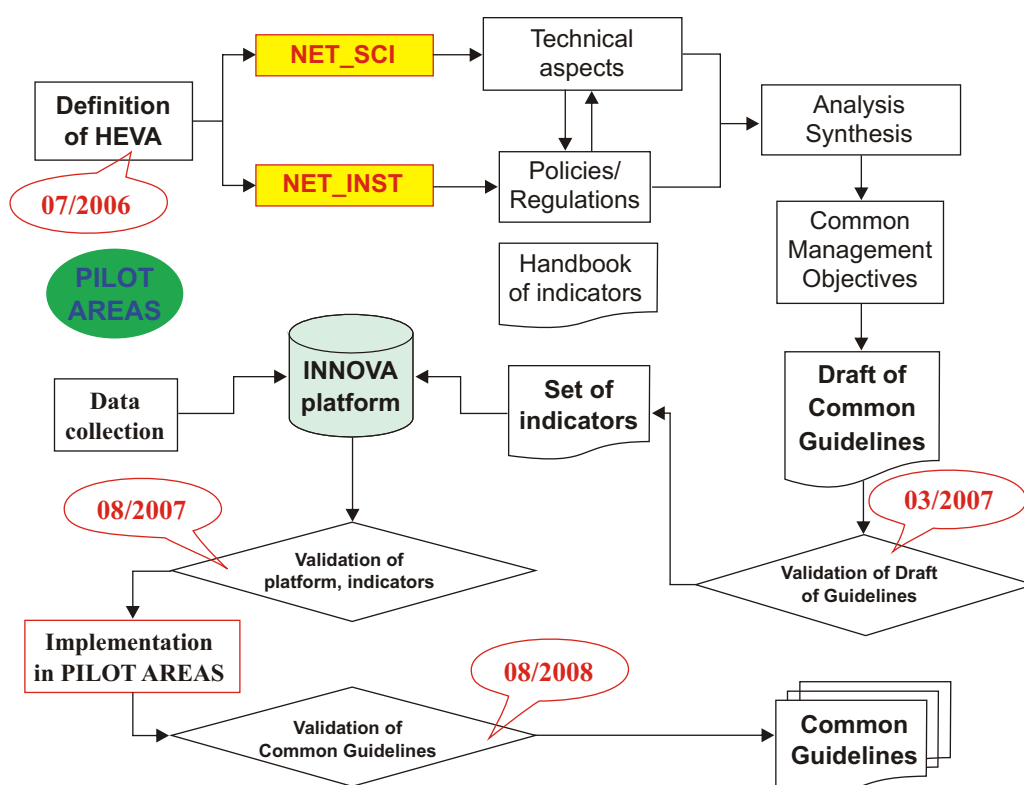 Definition
of HEVA
07/2006
NET_SCI
NET_INST
Technical
aspects
Policies/
Regulations
Analysis
Synthesis
Common
Management
Objectives
Handbook
of indicators
PILOT
AREAS
Draft of
Common
Guidelines
03/2007
Validation of Draft
of Guidelines
Set of
indicators
INNOVA
platform
Data
collection
08/2007
Validation of
platform, indicators
Implementation
in PILOT AREAS
08/2008
Validation of
Common Guidelines
Common
Guidelines